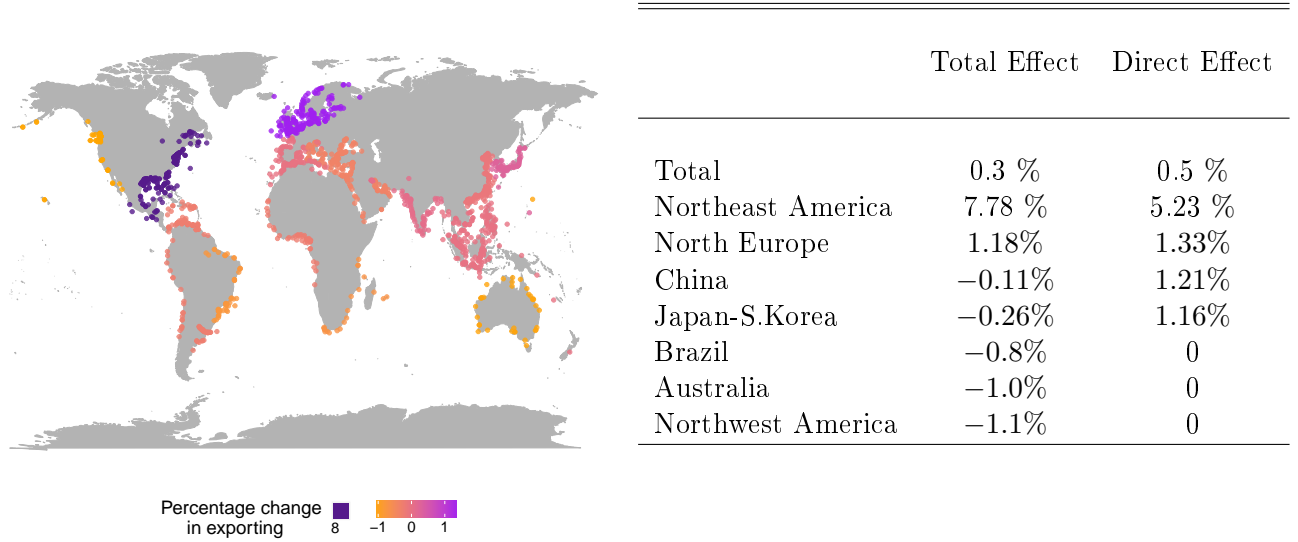 Total Effect Direct Effect
Total 0.3 % 0.5 %
Northeast America 7.78 % 5.23 %
North Europe 1.18% 1.33%
China −0.11% 1.21%
Japan-S.Korea −0.26% 1.16%
Brazil −0.8% 0
Australia −1.0% 0
Northwest America −1.1% 0
Percentage change
in exporting
8 −1 0 1